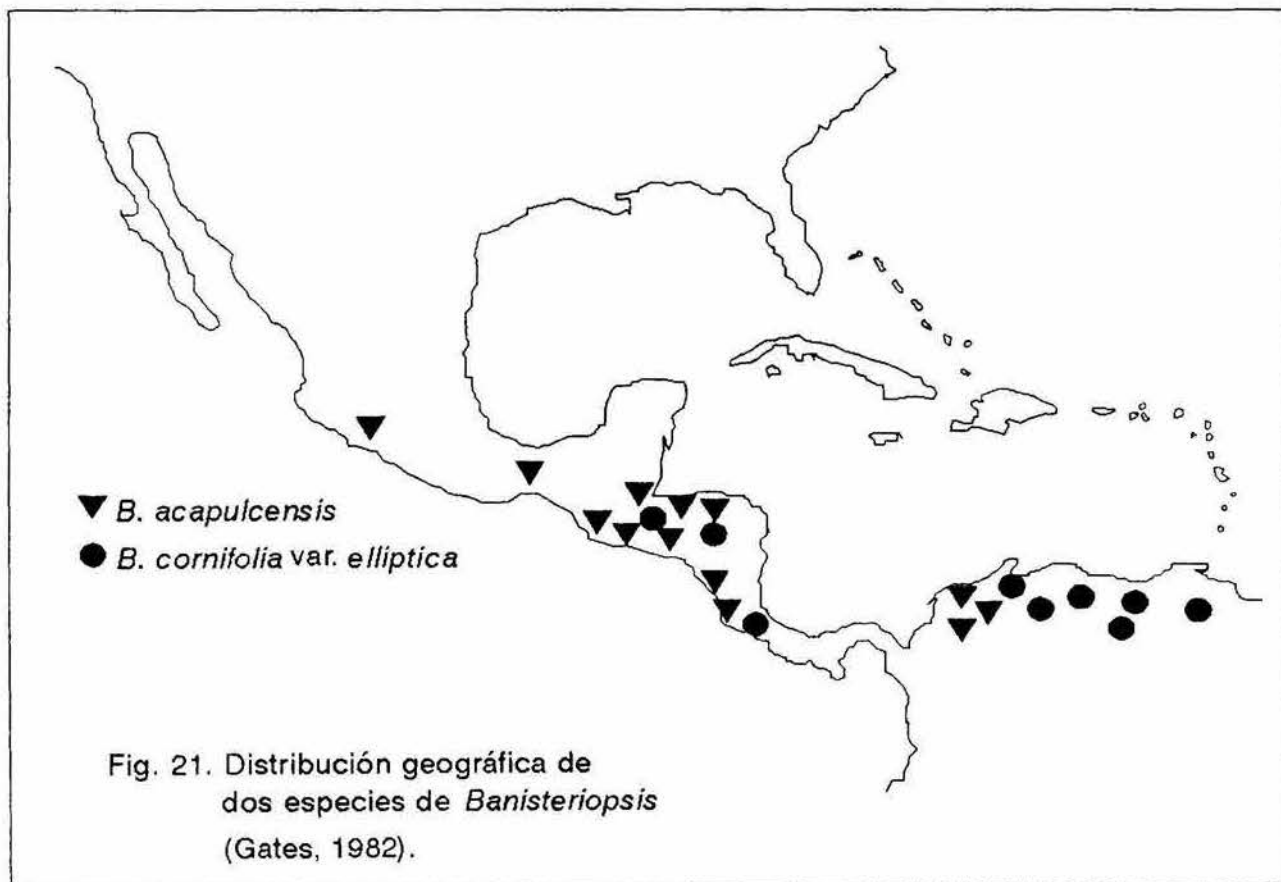 B. acapulcensis
B. cornifolia var. elliptica
Fig. 21. Distribución geográfica de
dos especies de Banisteriopsis
(Gates, 1982).